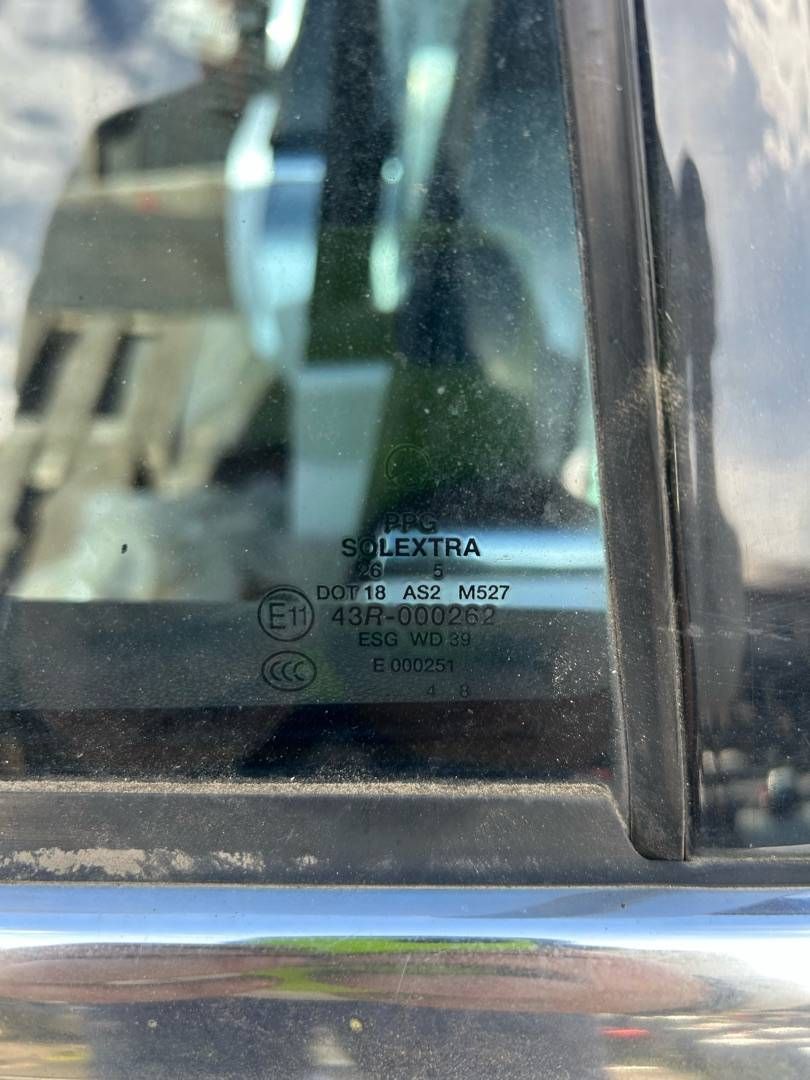 PPG
SOLEXTRA
26 5
DOT 18 AS2 M527
E11 43R-000262
ESG WD 39
CCC E 000251
4 8